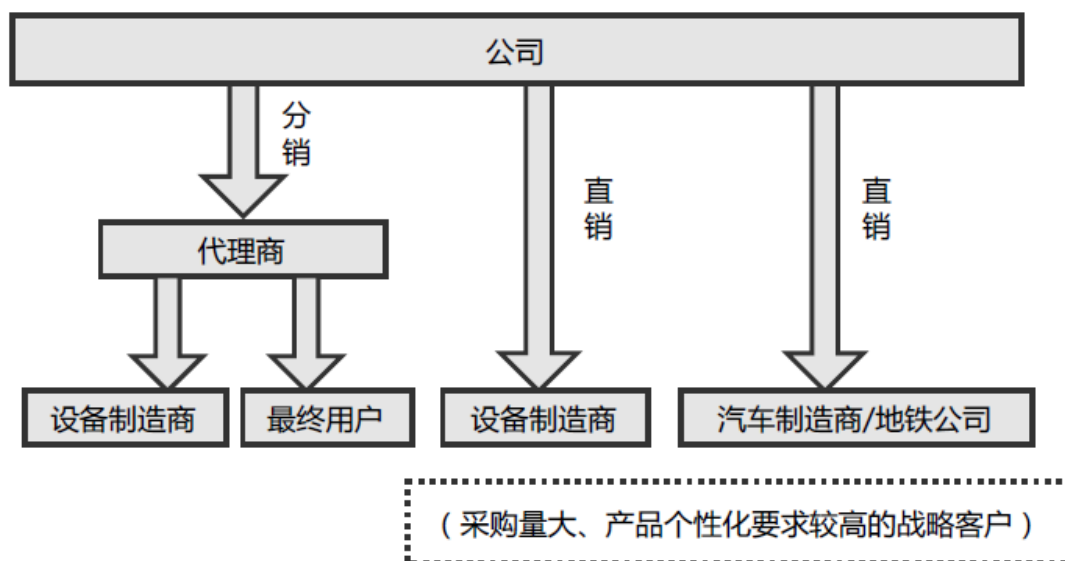 公司
分销
直销
直销
代理商
设备制造商
最终用户
设备制造商
汽车制造商/地铁公司
（采购量大、产品个性化要求较高的战略客户）